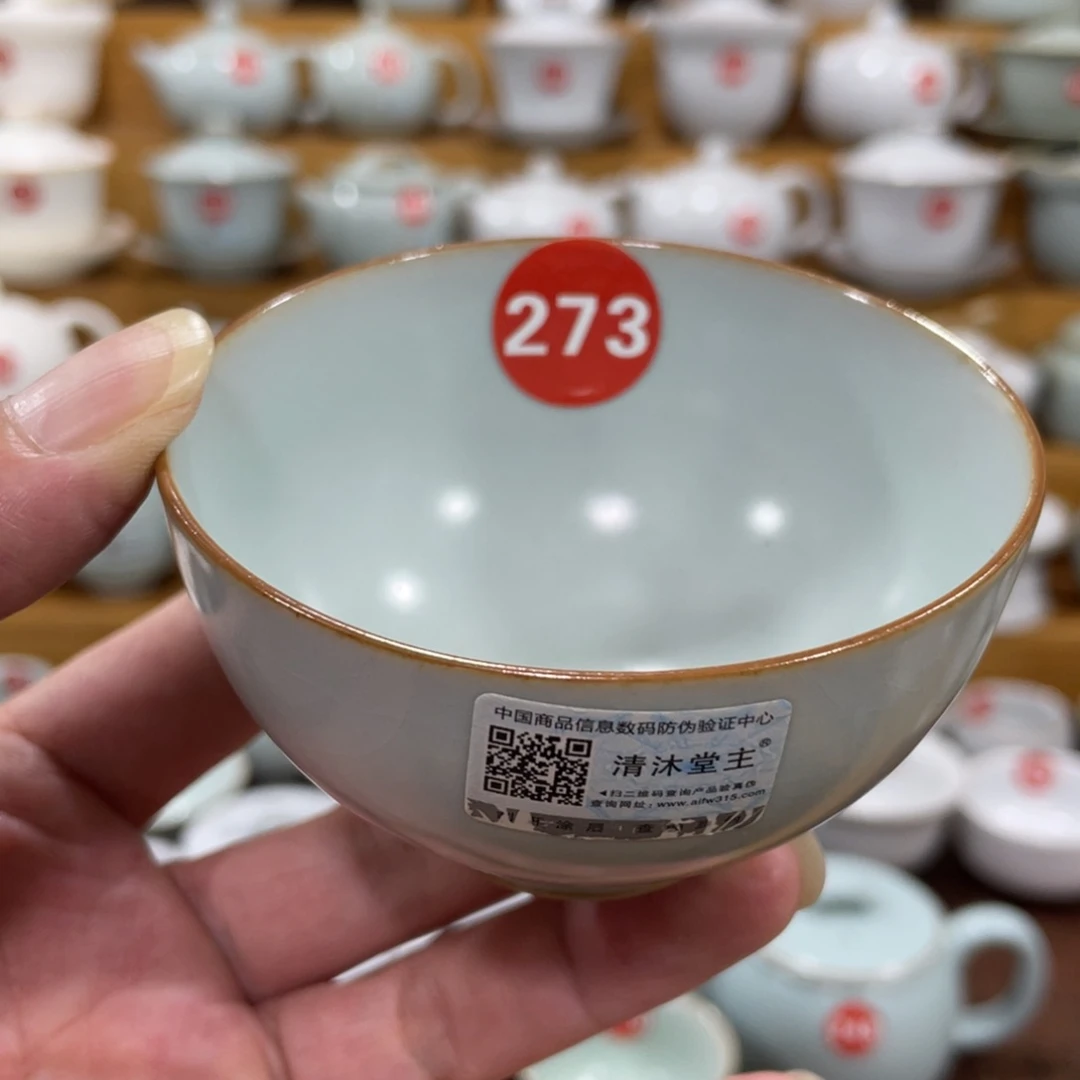 273
中国商品信息数码防伪验证中心
清沐堂主®
◀扫二维码查询产品验真伪
查询网址：www.aifw315.com